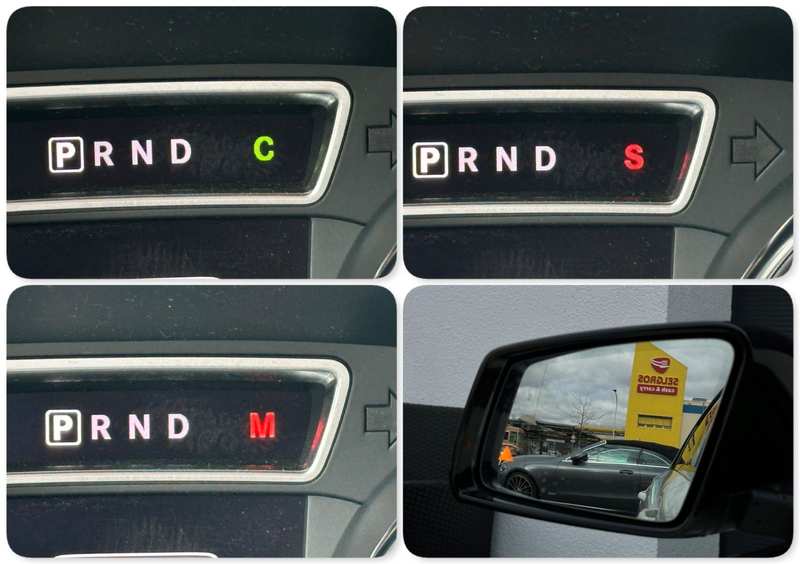 P R N D C
P R N D S
P R N D M
SELGROS
cash & carry